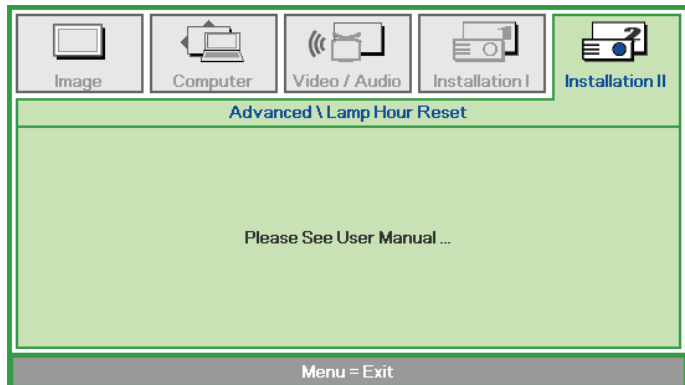 Image
Computer
Video / Audio
Installation I
Installation II
Advanced \ Lamp Hour Reset
Please See User Manual ...
Menu = Exit